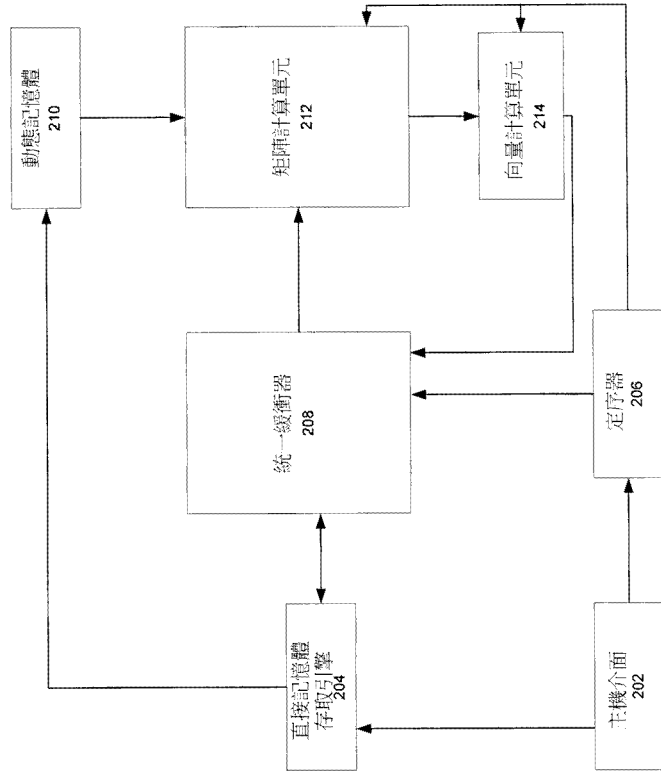 主機介面
202
直接記憶體
存取引擎
204
定序器
206
統一緩衝器
208
動態記憶體
210
矩陣計算單元
212
向量計算單元
214